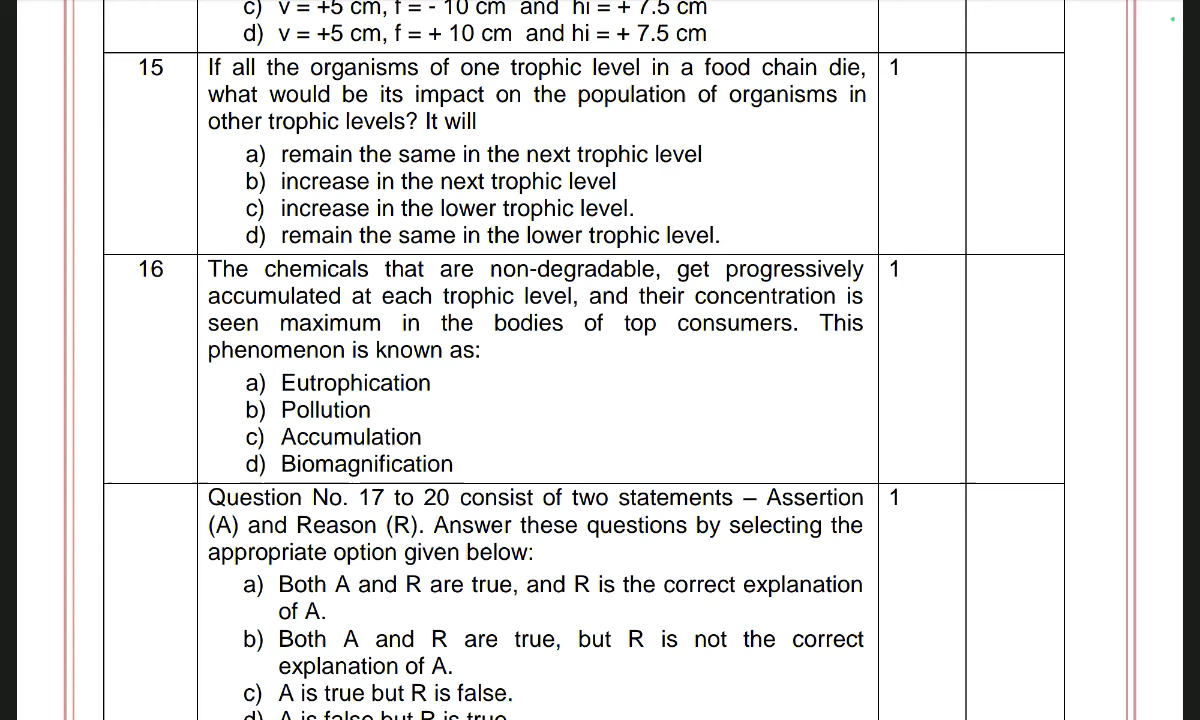 c) v = +5 cm, f = - 10 cm and hi = + 7.5 cm
d) v = +5 cm, f = + 10 cm and hi = + 7.5 cm
15 If all the organisms of one trophic level in a food chain die, 1
what would be its impact on the population of organisms in
other trophic levels? It will
a) remain the same in the next trophic level
b) increase in the next trophic level
c) increase in the lower trophic level.
d) remain the same in the lower trophic level.
16 The chemicals that are non-degradable, get progressively 1
accumulated at each trophic level, and their concentration is
seen maximum in the bodies of top consumers. This
phenomenon is known as:
a) Eutrophication
b) Pollution
c) Accumulation
d) Biomagnification
Question No. 17 to 20 consist of two statements – Assertion 1
(A) and Reason (R). Answer these questions by selecting the
appropriate option given below:
a) Both A and R are true, and R is the correct explanation
of A.
b) Both A and R are true, but R is not the correct
explanation of A.
c) A is true but R is false.
d) A is false but R is true.